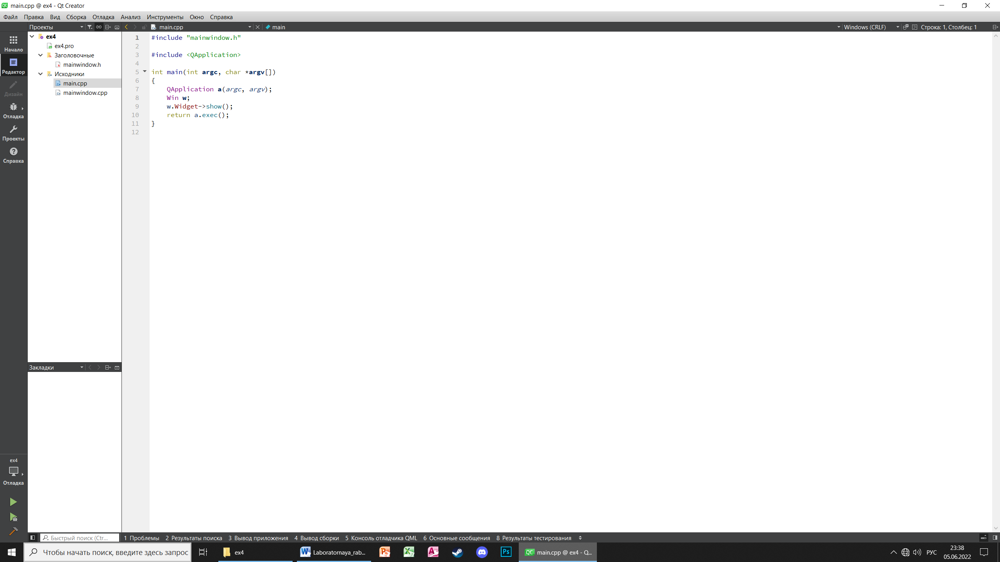 main.cpp @ ex4 - Qt Creator
Файл Правка Вид Сборка Отладка Анализ Инструменты Окно Справка
Проекты main.cpp main Windows (CRLF) Строка: 1, Столбец: 1
Начало
Редактор
Дизайн
Отладка
Проекты
Справка
ex4
ex4.pro
Заголовочные
mainwindow.h
Исходники
main.cpp
mainwindow.cpp
1 #include "mainwindow.h"
2
3 #include <QApplication>
4
5 int main(int argc, char *argv[])
6 {
7 QApplication a(argc, argv);
8 Win w;
9 w.Widget->show();
10 return a.exec();
11 }
12
Закладки
ex4
Отладка
Быстрый поиск (Ctr... 1 Проблемы 2 Результаты поиска 3 Вывод приложения 4 Вывод сборки 5 Консоль отладчика QML 6 Основные сообщения 8 Результаты тестирования
Чтобы начать поиск, введите здесь запрос ex4 Laboratornaya_rab... Ps QC main.cpp @ ex4 - Q... РУС 23:38
05.06.2022